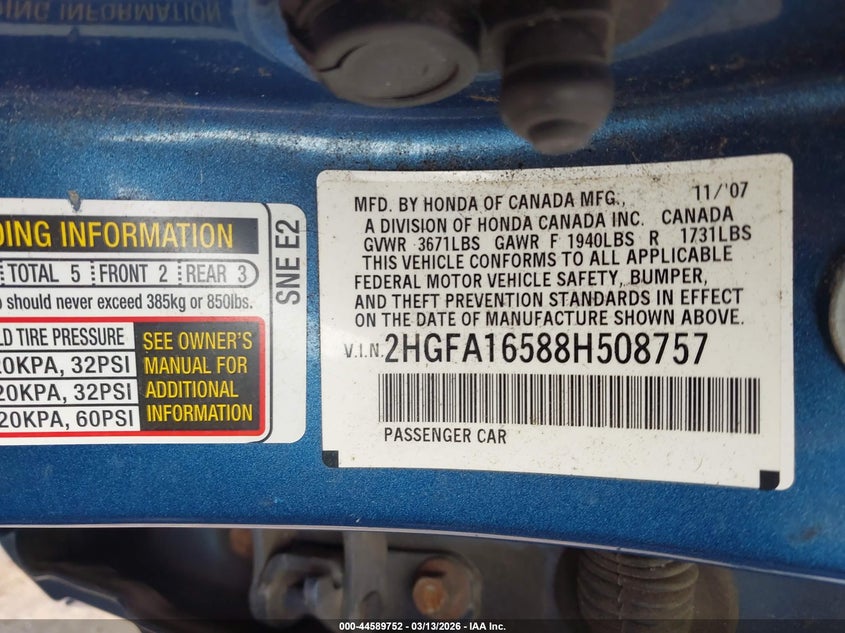 DING INFORMATION
TOTAL 5 FRONT 2 REAR 3
should never exceed 385kg or 850lbs.
TIRE PRESSURE
20KPA, 32PSI
20KPA, 32PSI
20KPA, 60PSI
SEE OWNER'S
MANUAL FOR
ADDITIONAL
INFORMATION
SNE E2
MFD. BY HONDA OF CANADA MFG., 11/'07
A DIVISION OF HONDA CANADA INC. CANADA
GVWR 3671LBS GAWR F 1940LBS R 1731LBS
THIS VEHICLE CONFORMS TO ALL APPLICABLE
FEDERAL MOTOR VEHICLE SAFETY, BUMPER,
AND THEFT PREVENTION STANDARDS IN EFFECT
ON THE DATE OF MANUFACTURE SHOWN ABOVE.
V.I.N. 2HGFA16588H508757
PASSENGER CAR
000-44589752 - 03/13/2026 - IAA Inc.